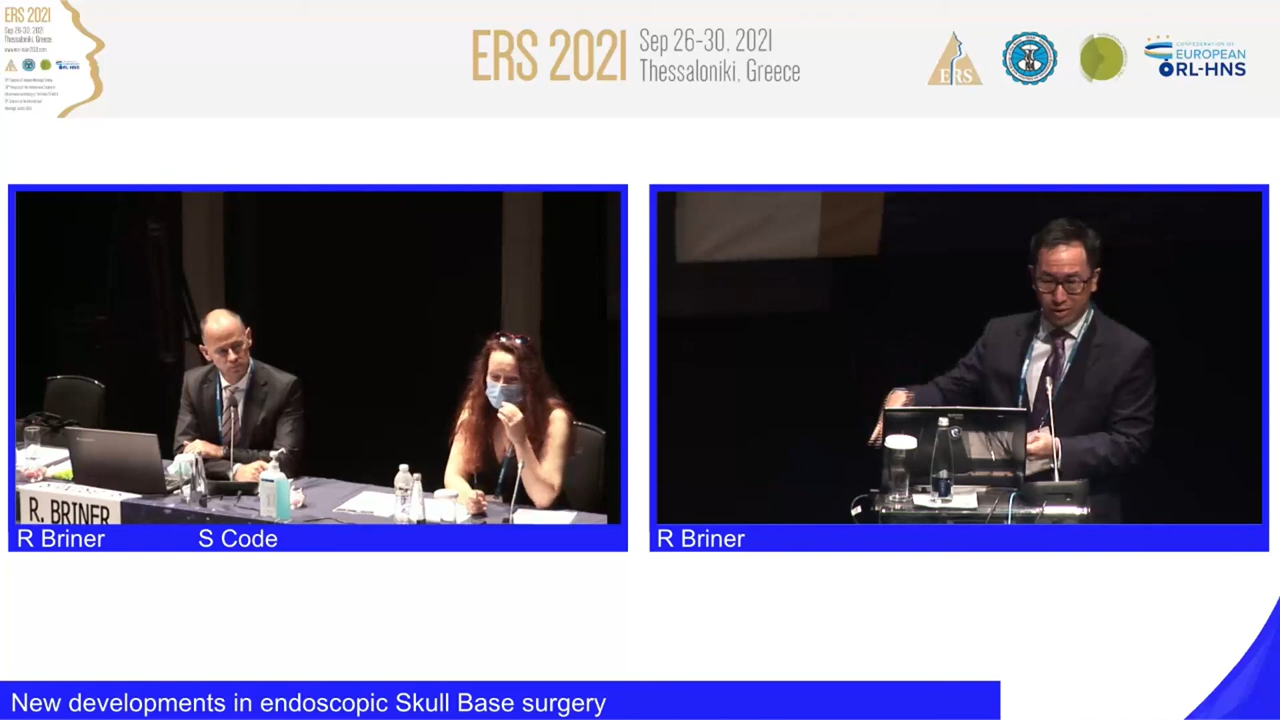 ERS 2021
Sep 26-30, 2021
Thessaloniki, Greece
ERS 2021
Sep 26-30, 2021
Thessaloniki, Greece
ERS
CONFEDERATION OF
EUROPEAN
ORL-HNS
R. BRINER
R Briner
S Code
R Briner
New developments in endoscopic Skull Base surgery